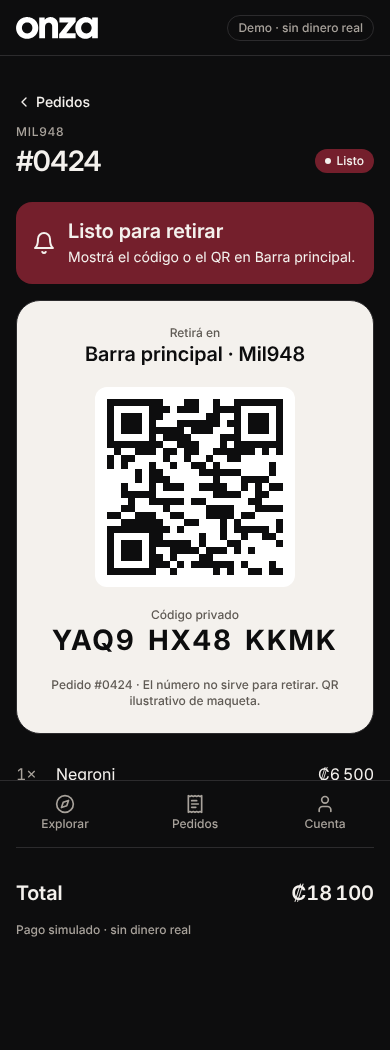 onza
Demo · sin dinero real
Pedidos
MIL948
#0424
Listo
Listo para retirar
Mostrá el código o el QR en Barra principal.
Retirá en
Barra principal · Mil948
Código privado
YAQ9 HX48 KKMK
Pedido #0424 · El número no sirve para retirar. QR
ilustrativo de maqueta.
1× Negroni ₡6 500
Explorar Pedidos Cuenta
Total ₡18 100
Pago simulado · sin dinero real